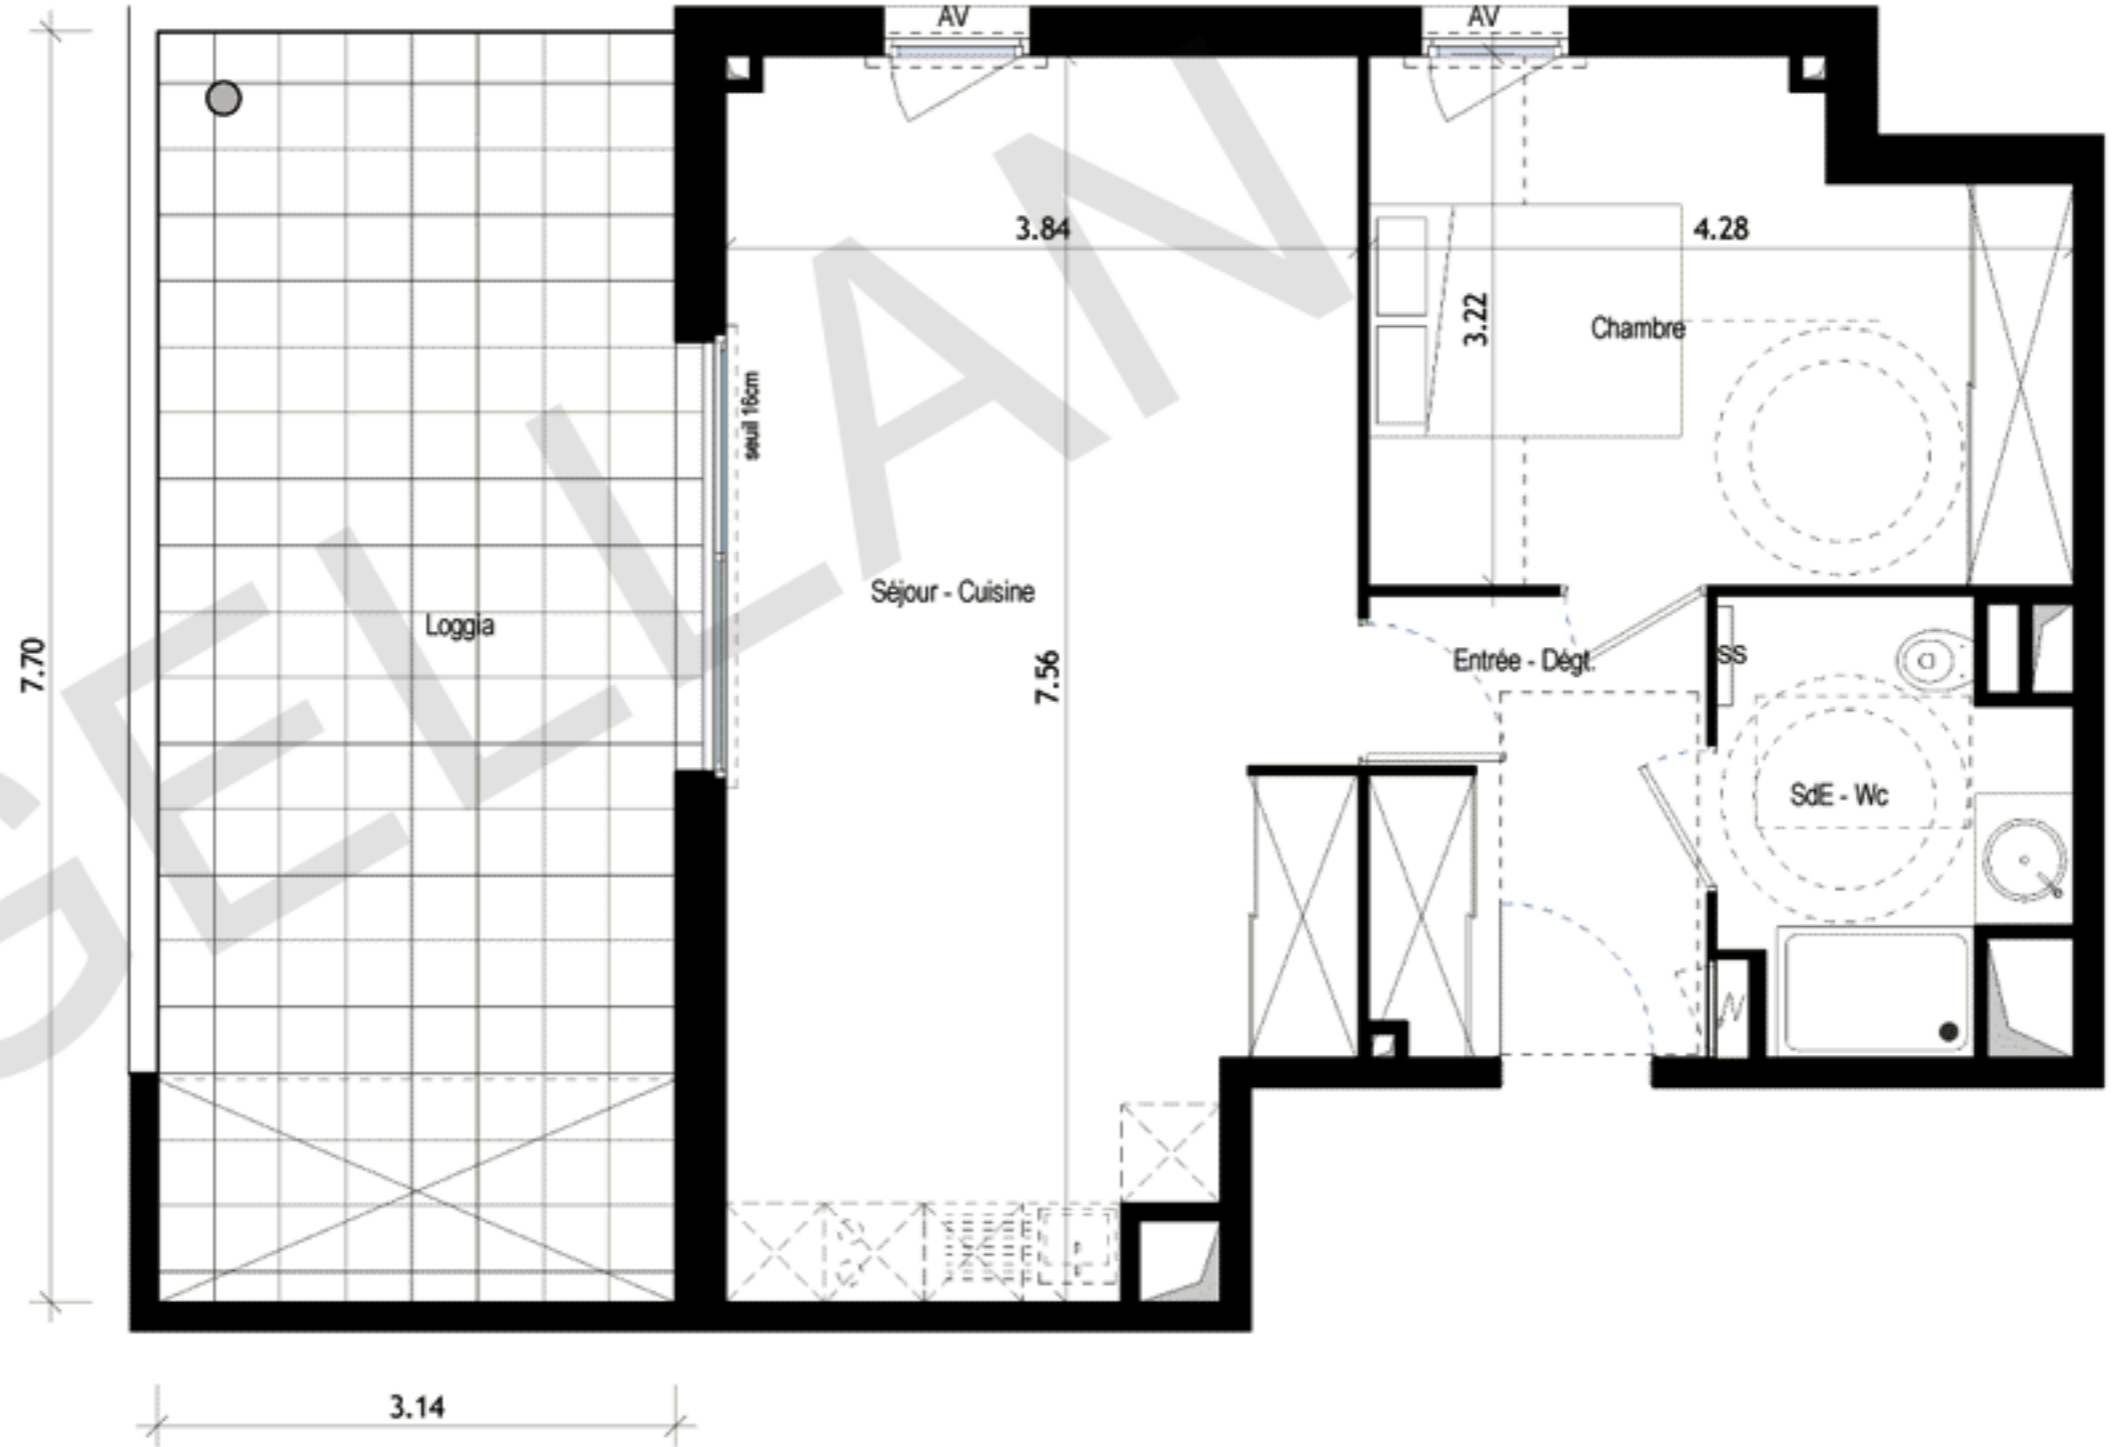 AV
AV
3.84
4.28
3.22
Chambre
seuil 16cm
Séjour - Cuisine
Loggia
7.70
7.56
Entrée - Dégt.
SS
SdE - Wc
3.14
GELLAN